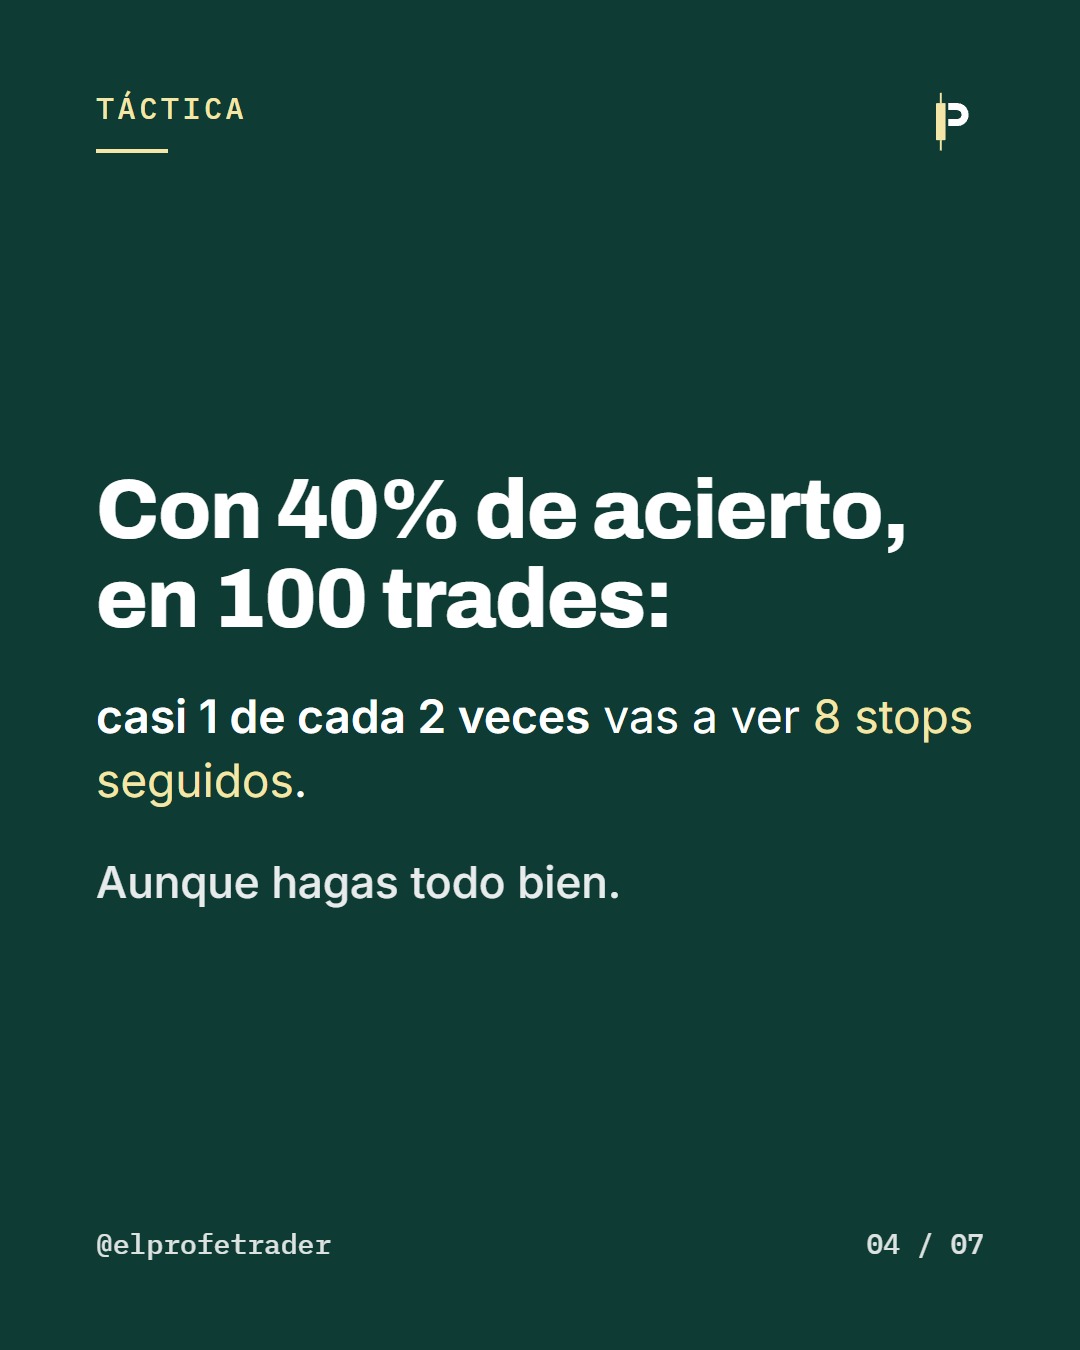 TÁCTICA
P
Con 40% de acierto,
en 100 trades:
casi 1 de cada 2 veces vas a ver 8 stops
seguidos.
Aunque hagas todo bien.
@elprofetrader
04 / 07